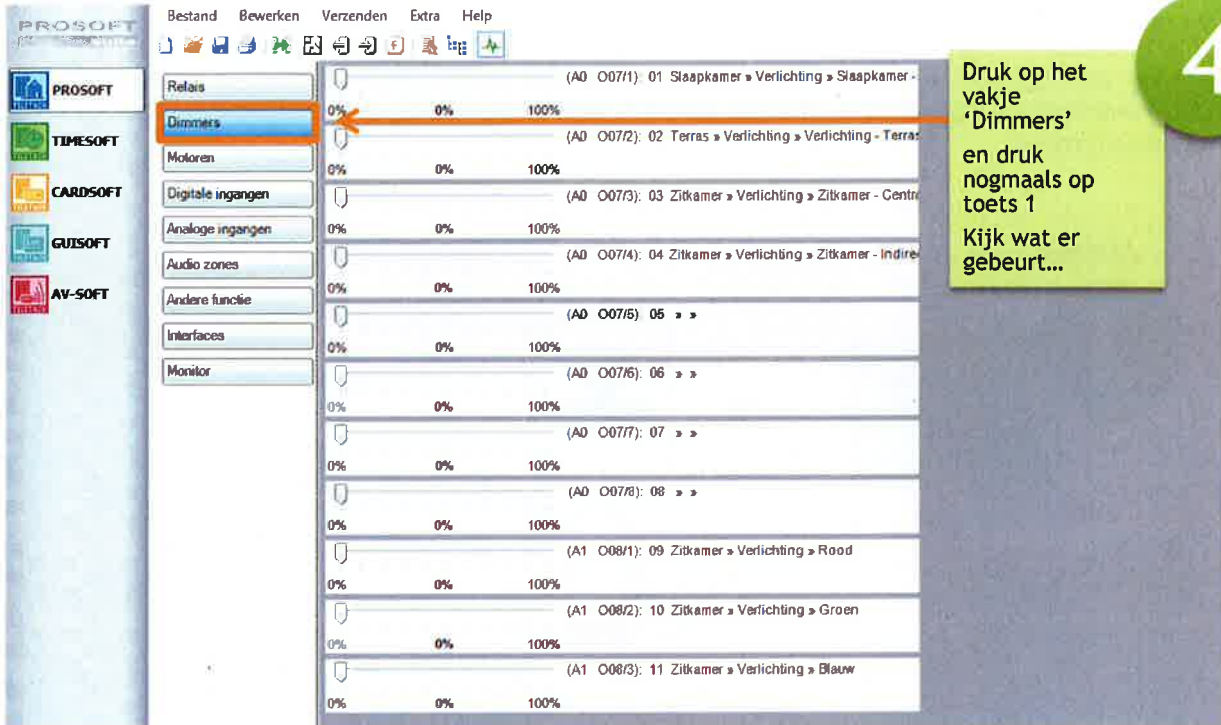 PROSOFT
Bestand Bewerken Verzenden Extra Help
PROSOFT
TIMESOFT
CARDSOFT
GUISOFT
AV-SOFT
Relais
Dimmers
Motoren
Digitale ingangen
Analoge ingangen
Audio zones
Andere functie
Interfaces
Monitor
(A0 O07/1): 01 Slaapkamer » Verlichting » Slaapkamer -
0% 0% 100%
(A0 O07/2): 02 Terras » Verlichting » Verlichting - Terras
0% 0% 100%
(A0 O07/3): 03 Zitkamer » Verlichting » Zitkamer - Centr
0% 0% 100%
(A0 O07/4): 04 Zitkamer » Verlichting » Zitkamer - Indire
0% 0% 100%
(A0 O07/5): 05 » »
0% 0% 100%
(A0 O07/6): 06 » »
0% 0% 100%
(A0 O07/7): 07 » »
0% 0% 100%
(A0 O07/8): 08 » »
0% 0% 100%
(A1 O08/1): 09 Zitkamer » Verlichting » Rood
0% 0% 100%
(A1 O08/2): 10 Zitkamer » Verlichting » Groen
0% 0% 100%
(A1 O08/3): 11 Zitkamer » Verlichting » Blauw
0% 0% 100%
4
Druk op het
vakje
‘Dimmers’
en druk
nogmaals op
toets 1
Kijk wat er
gebeurt...